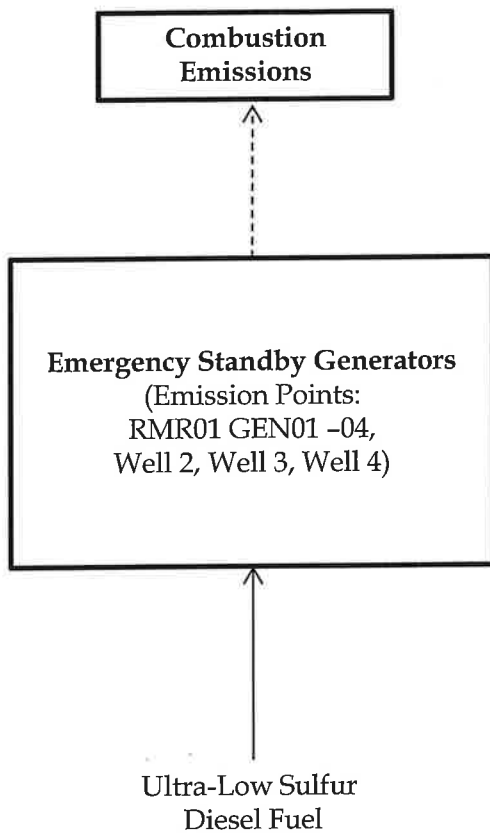 Combustion
Emissions
Emergency Standby Generators
(Emission Points:
RMR01 GEN01 –04,
Well 2, Well 3, Well 4)
Ultra-Low Sulfur
Diesel Fuel